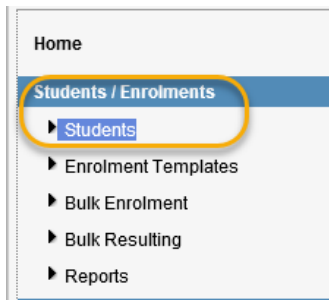 Home
Students / Enrolments
Students
Enrolment Templates
Bulk Enrolment
Bulk Resulting
Reports